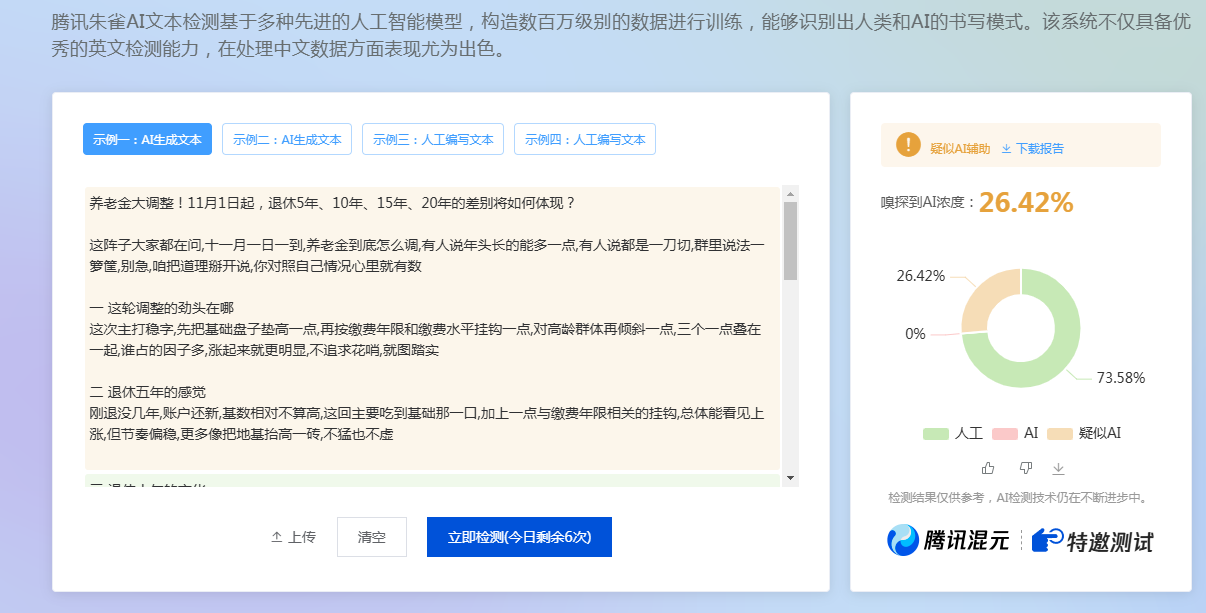 腾讯朱雀AI文本检测基于多种先进的人工智能模型，构造数百万级别的数据进行训练，能够识别出人类和AI的书写模式。该系统不仅具备优
秀的英文检测能力，在处理中文数据方面表现尤为出色。
示例一：AI生成文本
示例二：AI生成文本
示例三：人工编写文本
示例四：人工编写文本
养老金大调整！11月1日起，退休5年、10年、15年、20年的差别将如何体现？
这阵子大家都在问,十一月一日一到,养老金到底怎么调,有人说年头长的能多一点,有人说都是一刀切,群里说法一
箩筐,别急,咱把道理掰开说,你对照自己情况心里就有数
一 这轮调整的劲头在哪
这次主打稳字,先把基础盘子垫高一点,再按缴费年限和缴费水平挂钩一点,对高龄群体再倾斜一点,三个一点叠在
一起,谁占的因子多,涨起来就更明显,不追求花哨,就图踏实
二 退休五年的感觉
刚退没几年,账户还新,基数相对不算高,这回主要吃到基础那一口,加上一点与缴费年限相关的挂钩,总体能看见上
涨,但节奏偏稳,更多像把地基抬高一砖,不猛也不虚
上传
清空
立即检测(今日剩余6次)
疑似AI辅助
下载报告
嗅探到AI浓度：26.42%
26.42%
0%
73.58%
人工
AI
疑似AI
检测结果仅供参考，AI检测技术仍在不断进步中。
腾讯混元
特邀测试